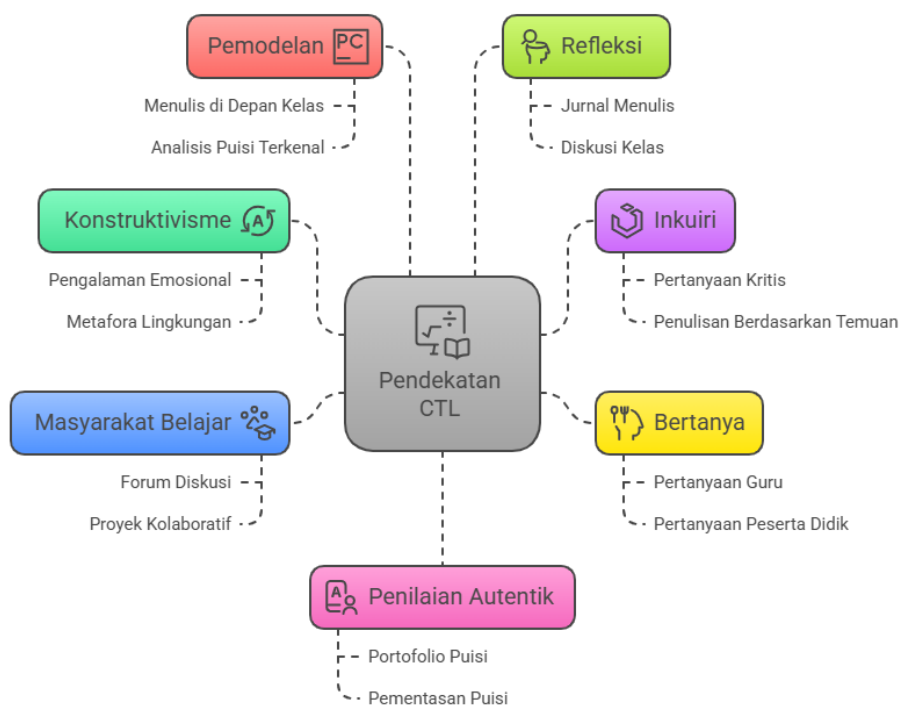 Pemodelan
PC
Menulis di Depan Kelas
Analisis Puisi Terkenal
Refleksi
Jurnal Menulis
Diskusi Kelas
Konstruktivisme
A
Pengalaman Emosional
Metafora Lingkungan
Inkuiri
Pertanyaan Kritis
Penulisan Berdasarkan Temuan
Pendekatan
CTL
Masyarakat Belajar
Forum Diskusi
Proyek Kolaboratif
Bertanya
Pertanyaan Guru
Pertanyaan Peserta Didik
A
Penilaian Autentik
Portofolio Puisi
Pementasan Puisi